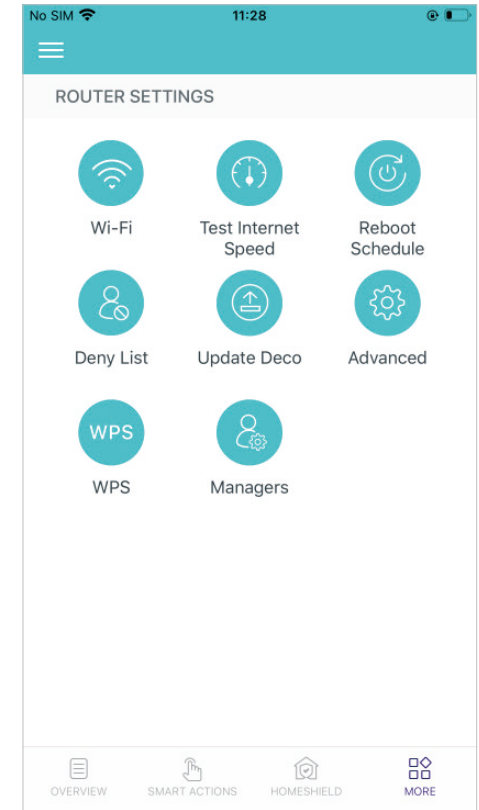 No SIM 11:28
ROUTER SETTINGS
Wi-Fi Test Internet Reboot
Speed Schedule
Deny List Update Deco Advanced
WPS
WPS Managers
OVERVIEW SMART ACTIONS HOMESHIELD MORE